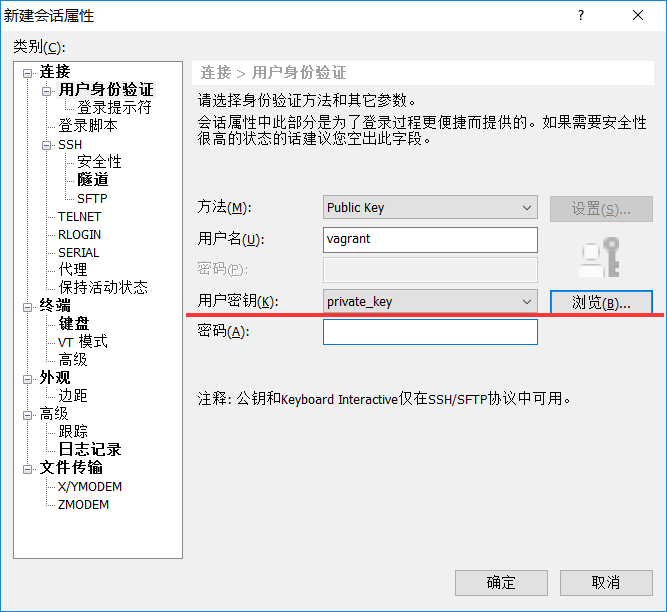 新建会话属性
?
类别(C):
连接
用户身份验证
登录提示符
登录脚本
SSH
安全性
隧道
SFTP
TELNET
RLOGIN
SERIAL
代理
保持活动状态
终端
键盘
VT 模式
高级
外观
边距
高级
跟踪
日志记录
文件传输
X/YMODEM
ZMODEM
连接 > 用户身份验证
请选择身份验证方法和其它参数。
会话属性中此部分是为了登录过程更便捷而提供的。如果需要安全性
很高的状态的话建议您空出此字段。
方法(M): Public Key 设置(S)...
用户名(U): vagrant
密码(P):
用户密钥(K): private_key 浏览(B)...
密码(A):
注释: 公钥和Keyboard Interactive仅在SSH/SFTP协议中可用。
确定 取消